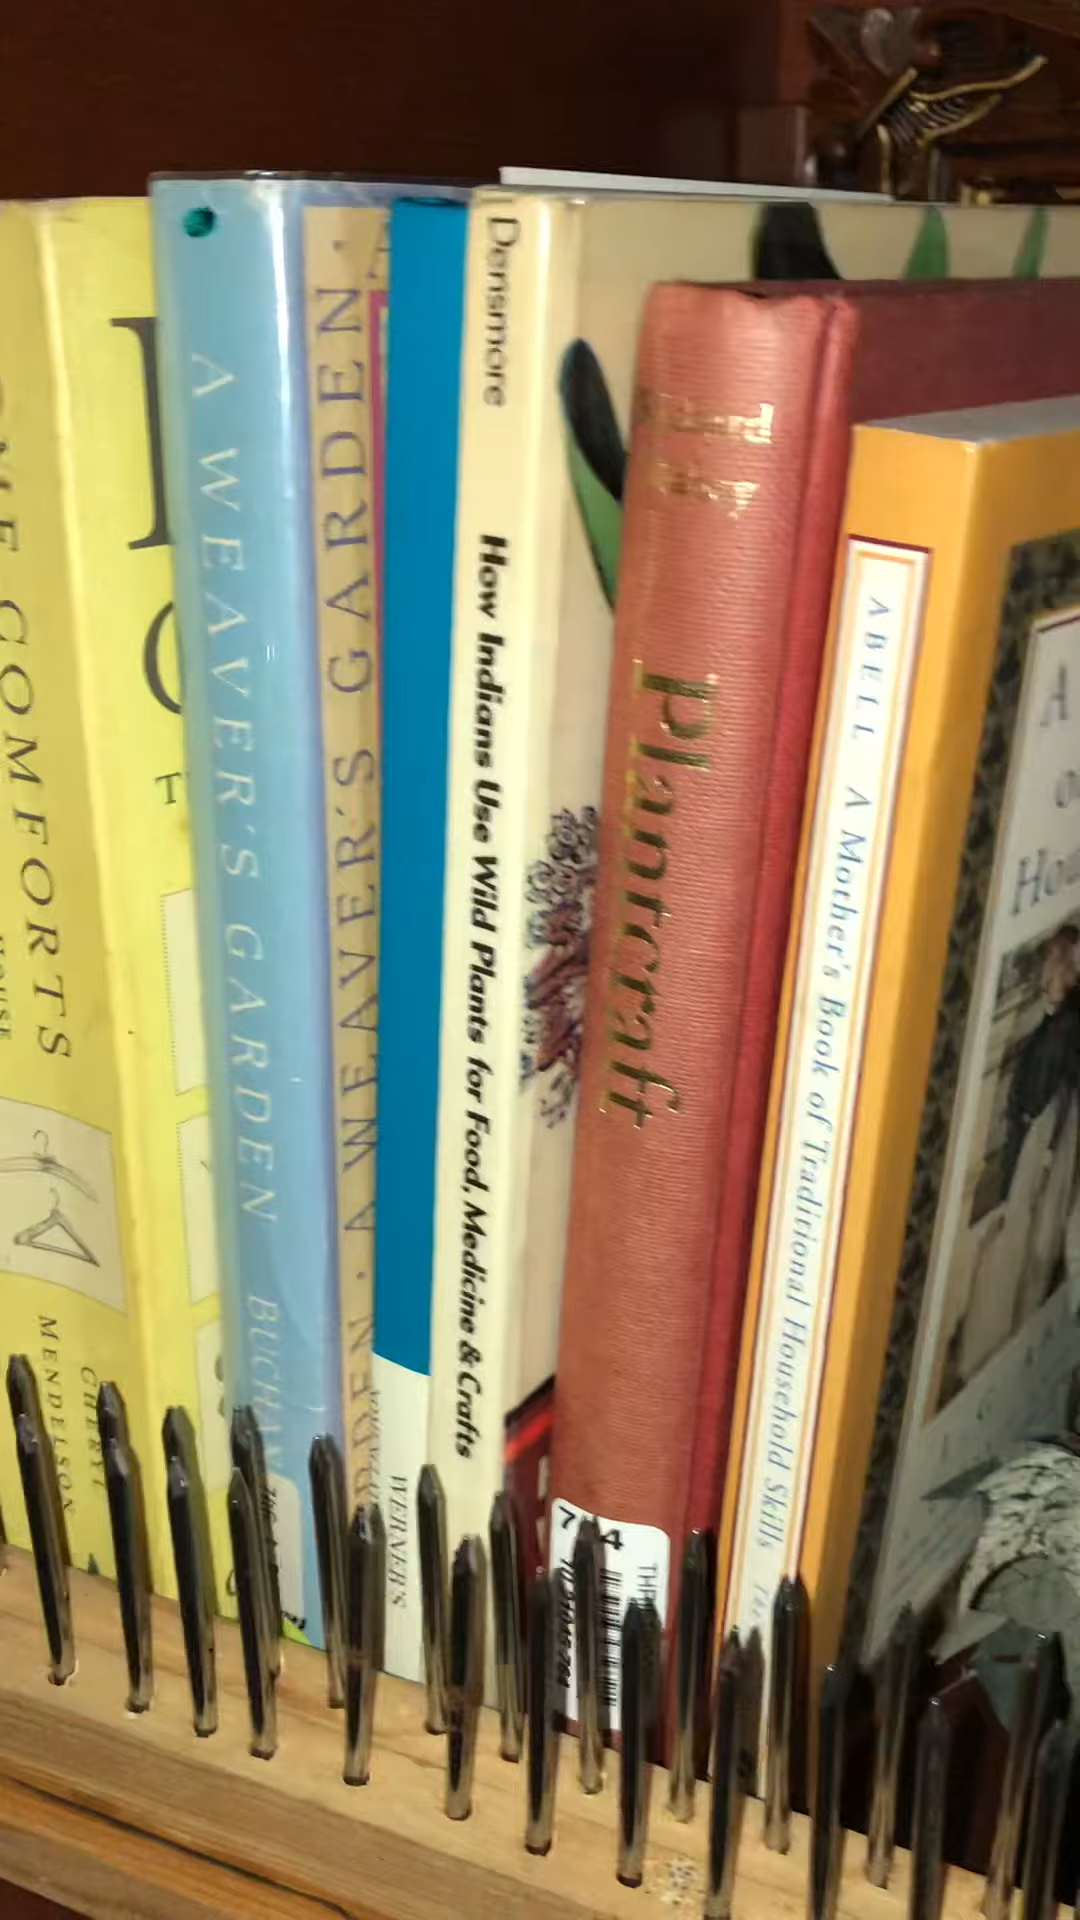 COMFORTS
CHERYL
MENDELSON
A WEAVER'S GARDEN BUCHANAN
A WEAVER'S GARDEN ·
WERNER'S
Densmore
How Indians Use Wild Plants for Food, Medicine & Crafts
Richard
Plantcraft
ABELL A Mother's Book of Traditional Household Skills
A